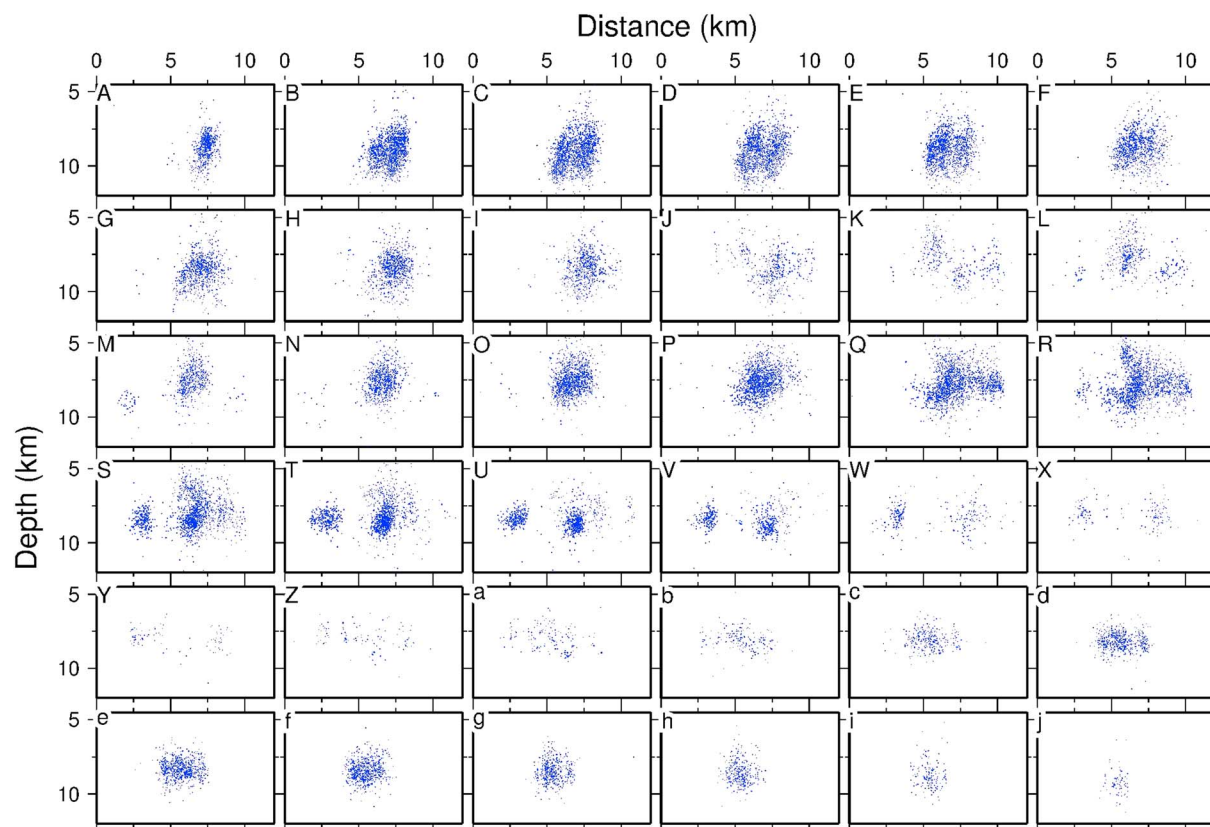 Distance (km)
0 5 10 0 5 10 0 5 10 0 5 10 0 5 10 0 5 10
5 A B C D E F
10
5 G H I J K L
10
Depth (km)
5 M N O P Q R
10
5 S T U V W X
10
5 Y Z a b c d
10
5 e f g h i j
10